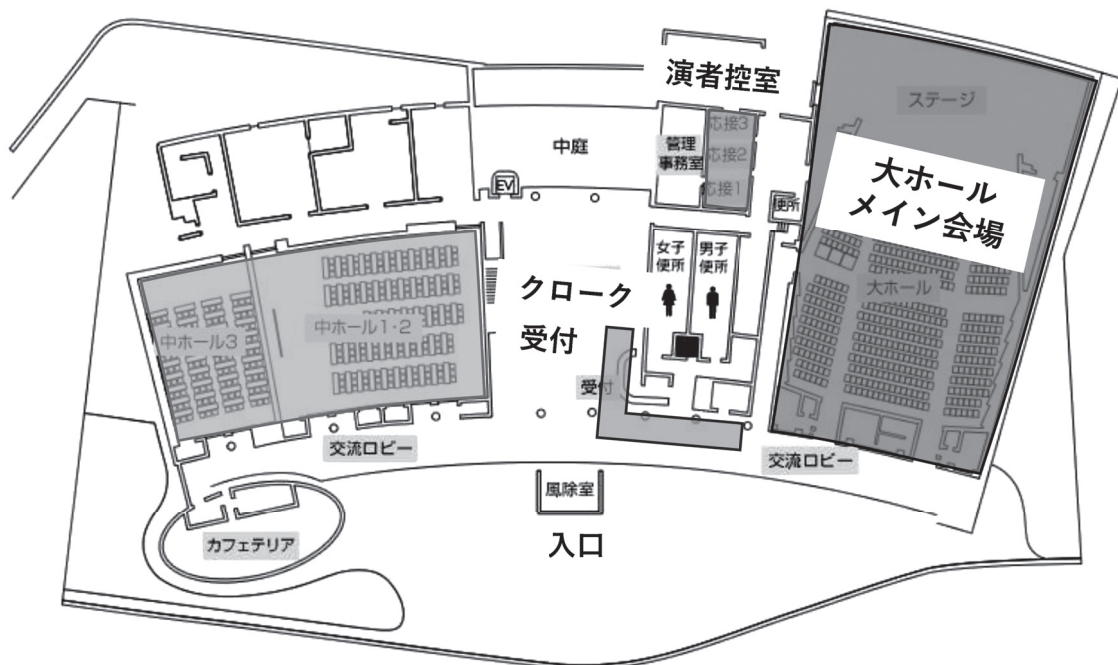 演者控室
ステージ
応接3
管理
事務室
応接2
応接1
中庭
EV
便所
大ホール
メイン会場
大ホール
女子
便所
男子
便所
クローク
受付
中ホール1・2
中ホール3
受付
交流ロビー
交流ロビー
風除室
カフェテリア
入口